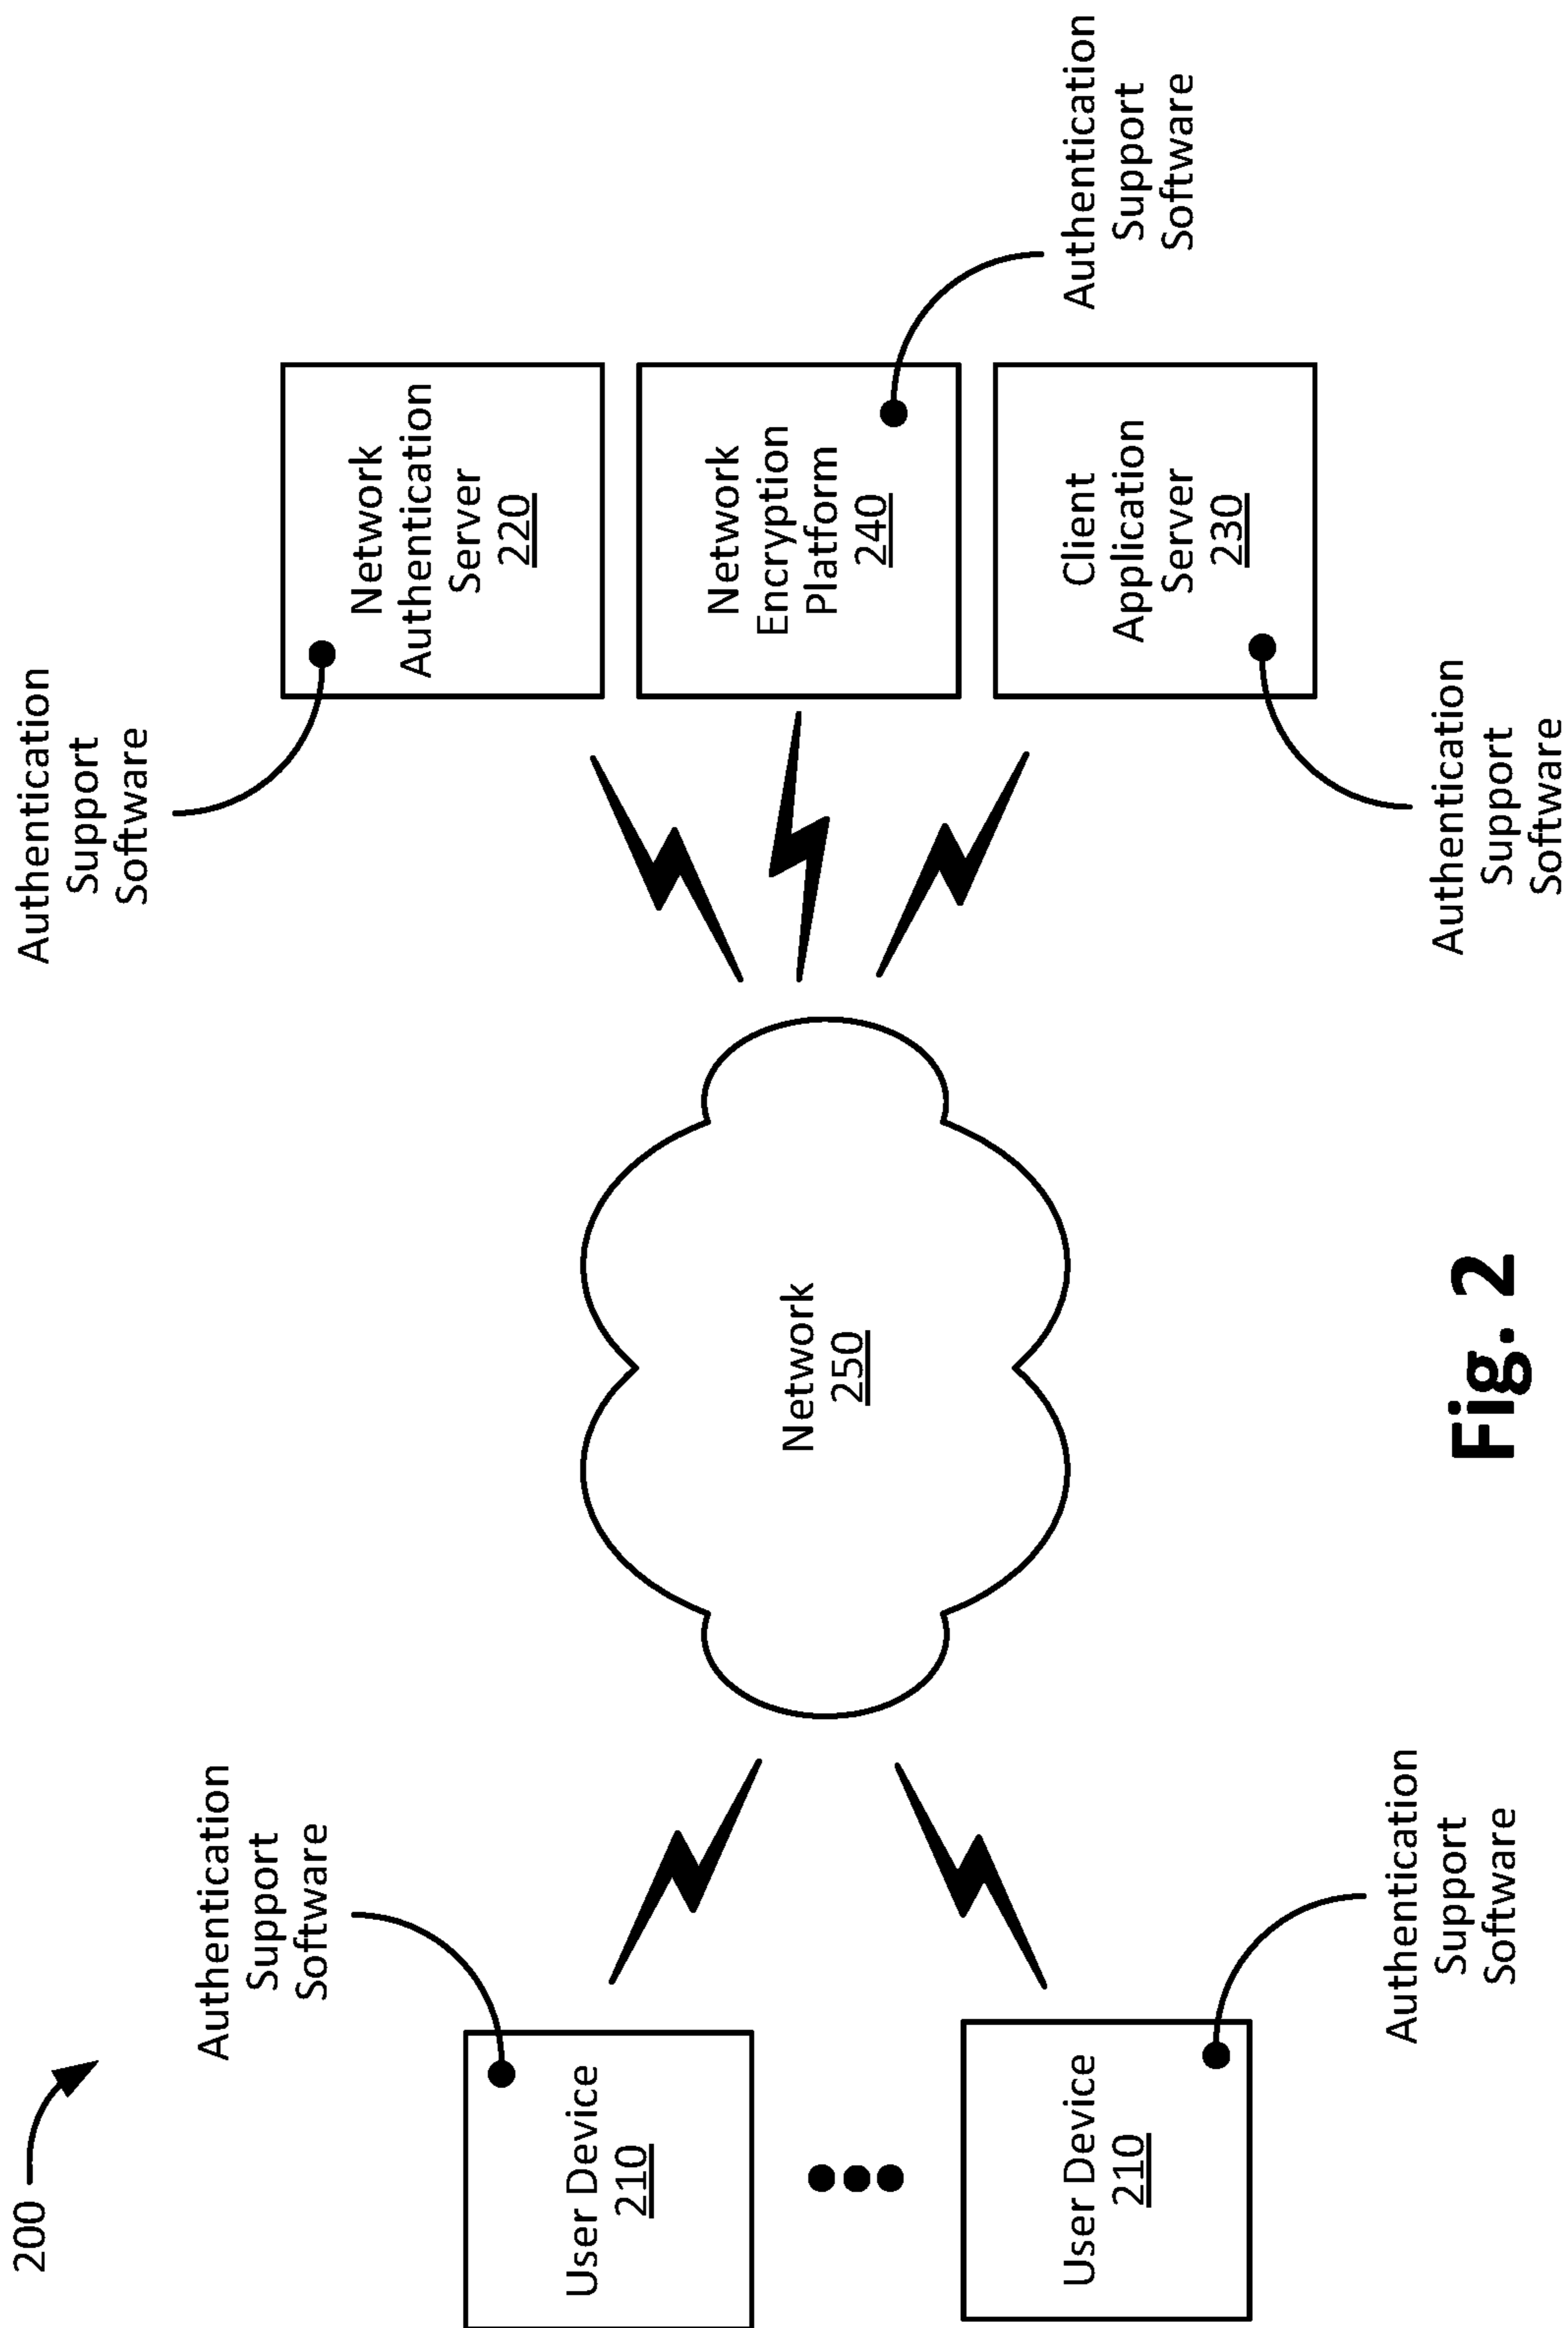 200
Authentication
Support
Software
User Device
210
User Device
210
Authentication
Support
Software
Network
250
Authentication
Support
Software
Network
Authentication
Server
220
Network
Encryption
Platform
240
Authentication
Support
Software
Client
Application
Server
230
Authentication
Support
Software
Fig. 2